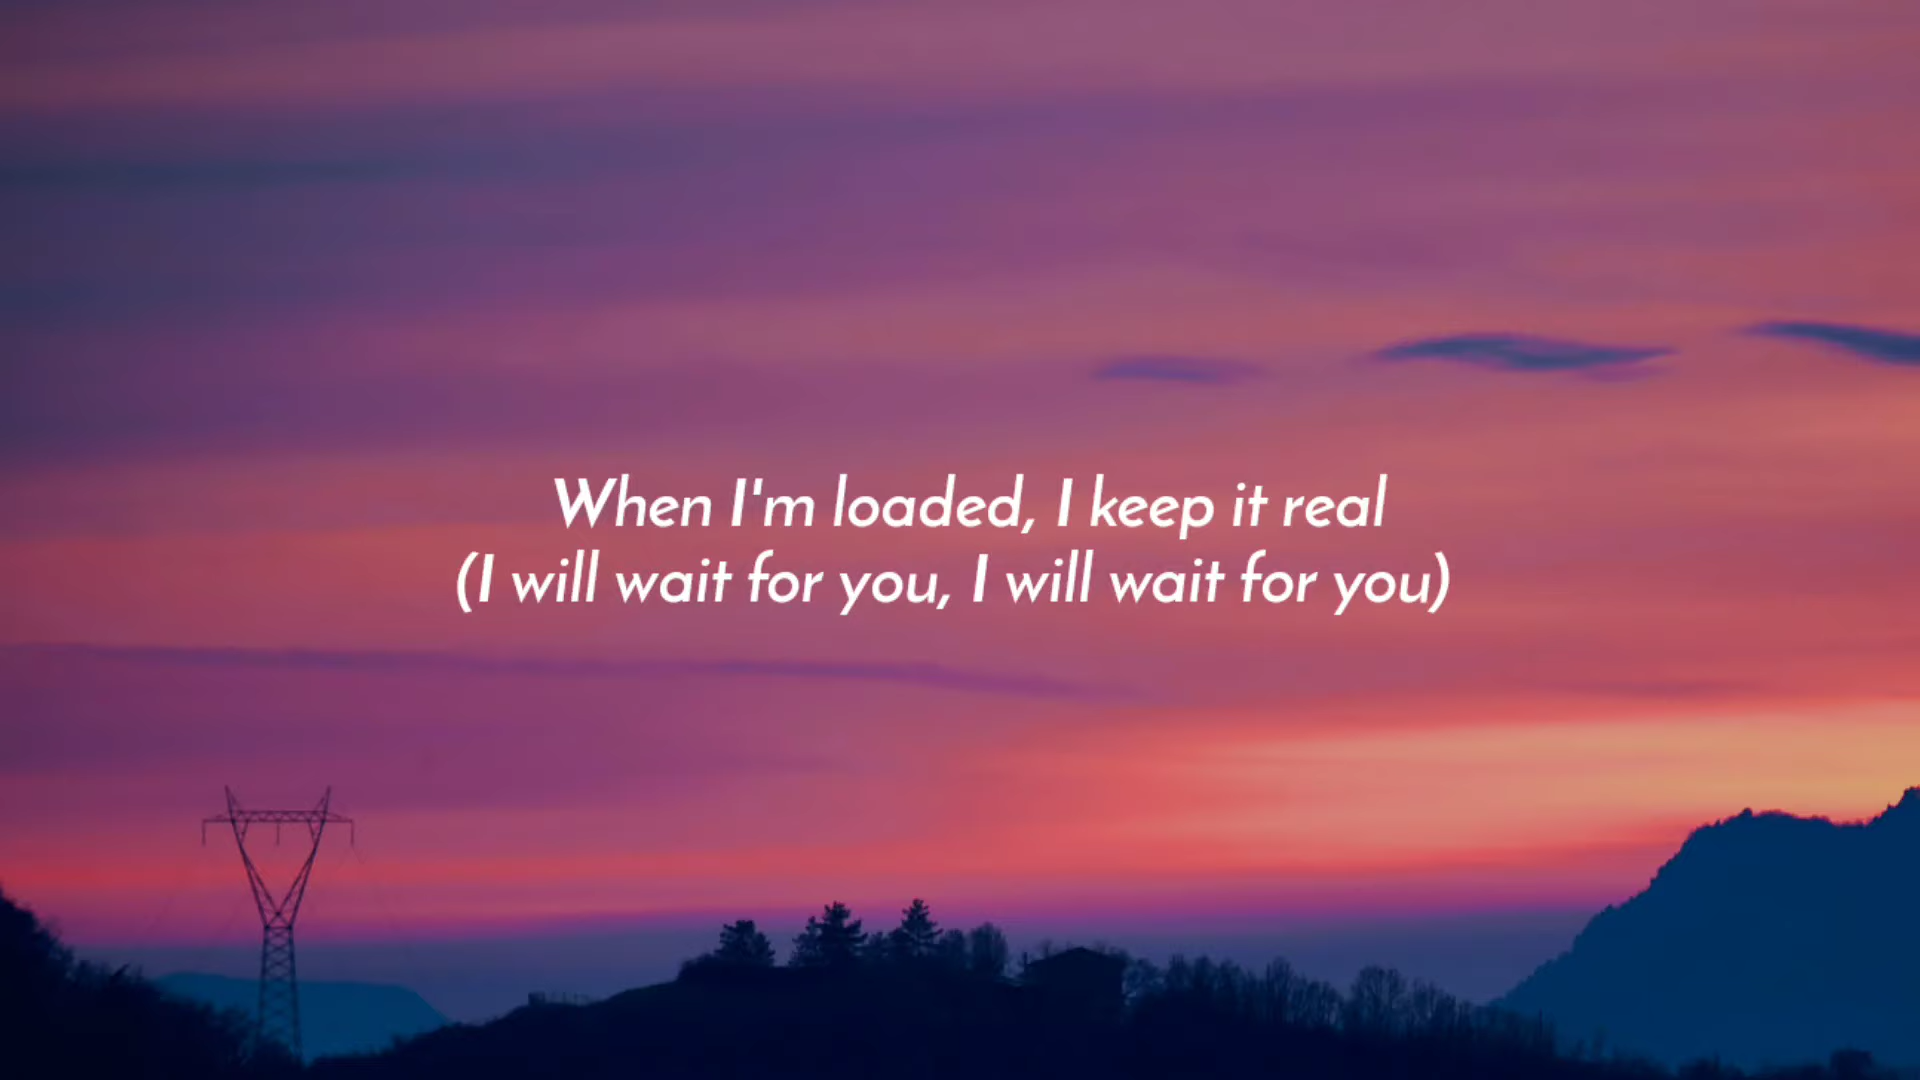 When I'm loaded, I keep it real
(I will wait for you, I will wait for you)